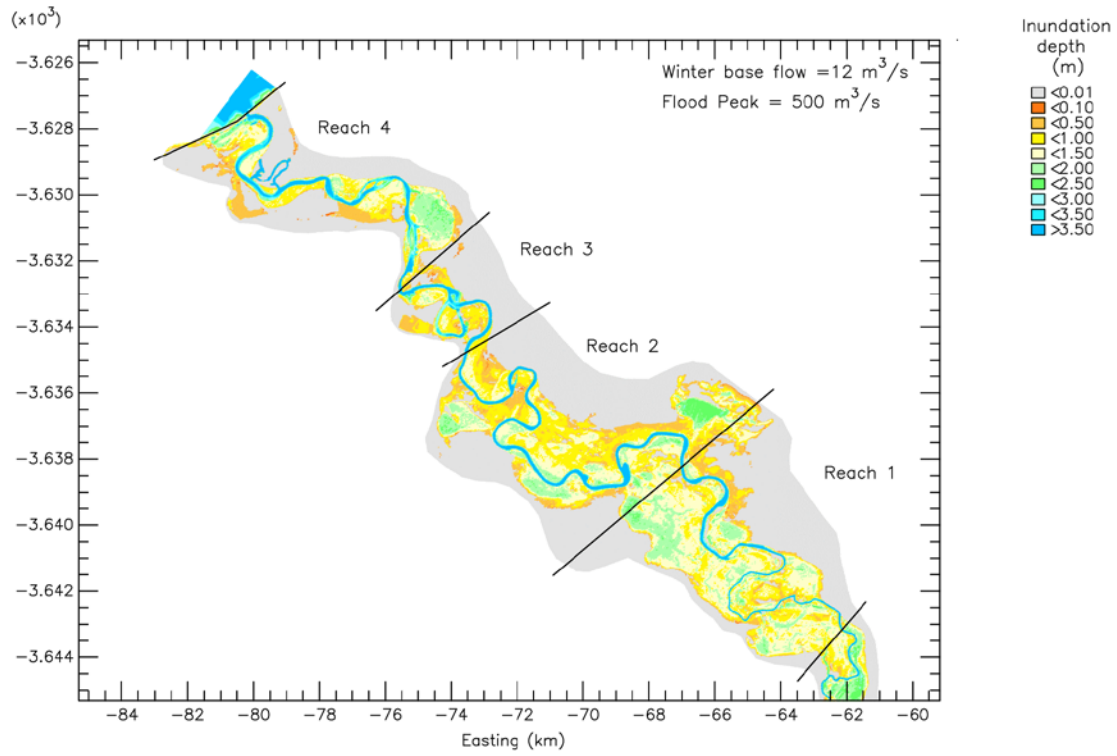 (×10³)
Inundation
depth
(m)
<0.01
<0.10
<0.50
<1.00
<1.50
<2.00
<2.50
<3.00
<3.50
>3.50
Winter base flow =12 m³/s
Flood Peak = 500 m³/s
Reach 4
Reach 3
Reach 2
Reach 1
−3.626
−3.628
−3.630
−3.632
−3.634
−3.636
−3.638
−3.640
−3.642
−3.644
−84 −82 −80 −78 −76 −74 −72 −70 −68 −66 −64 −62 −60
Easting (km)